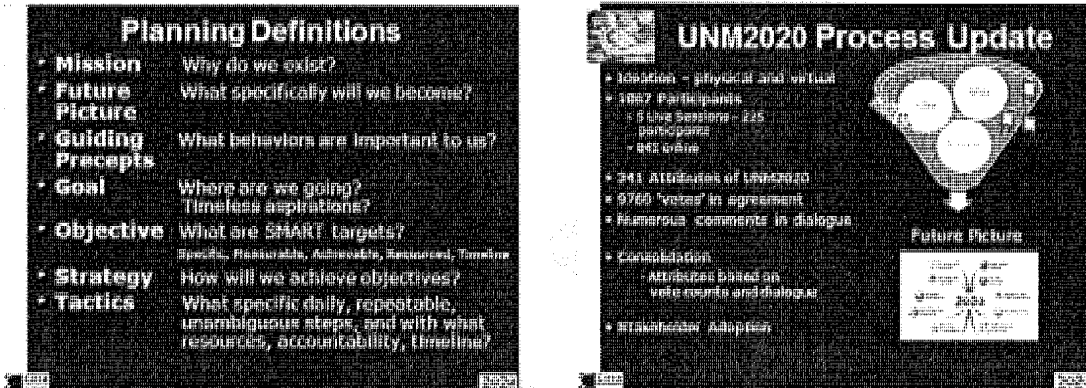 Planning Definitions
• Mission Why do we exist?
• Future What specifically will we become?
Picture
• Guiding What behaviors are important to us?
Precepts
• Goal Where are we going?
Timeless aspirations?
• Objective What are SMART targets?
Specific, Measurable, Achievable, Resourced, Timeline
• Strategy How will we achieve objectives?
• Tactics What specific daily, repeatable,
unambiguous steps, and with what
resources, accountability, timeline?
UNM2020 Process Update
• Ideation – physical and virtual
• 1067 Participants
– 5 Live Sessions - 225
participants
– 842 online
• 241 Attributes of UNM2020
• 9760 'votes' in agreement
• Numerous comments in dialogue
• Consolidation
- Attributes based on
vote counts and dialogue
• Stakeholder Adoption
Future Picture